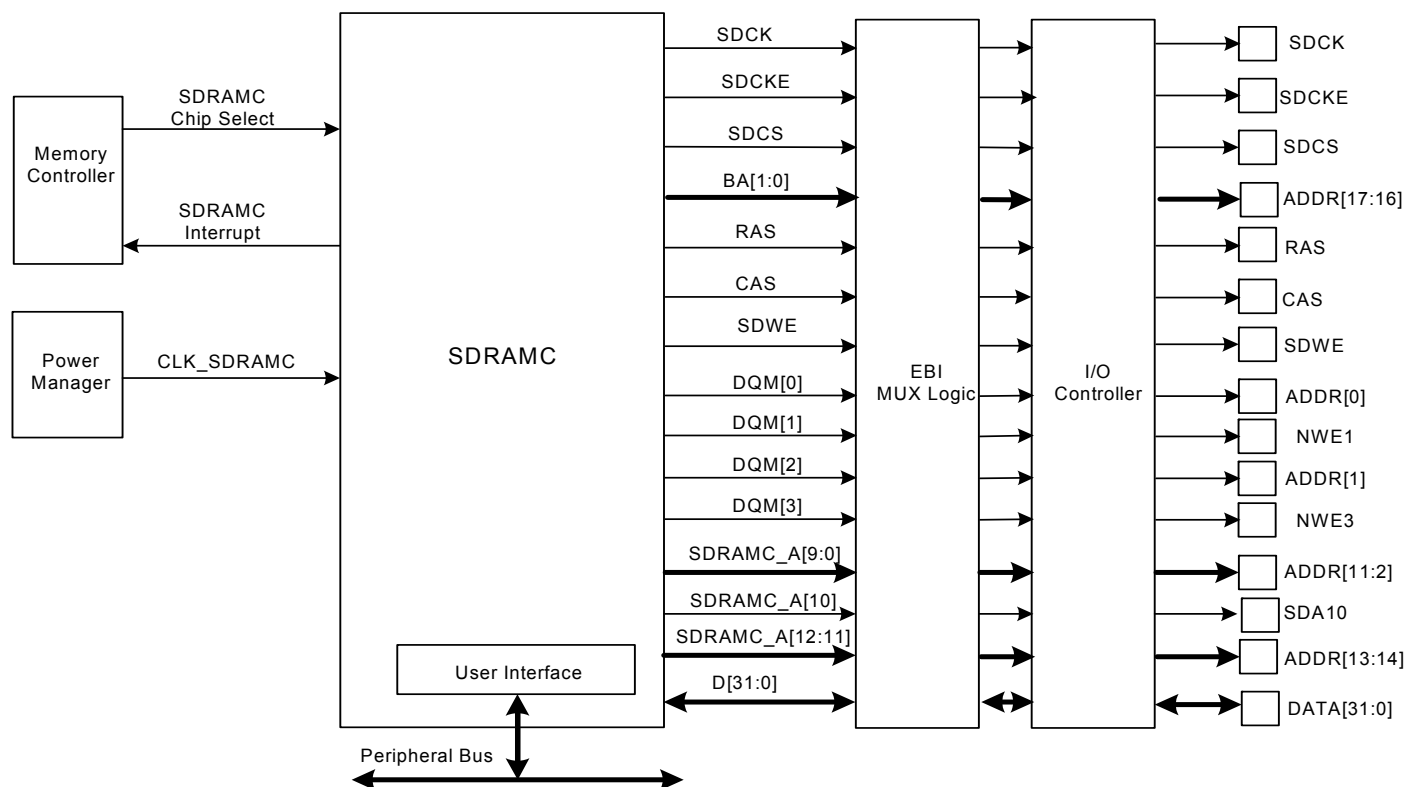 SDRAMC
Chip Select
Memory
Controller
SDRAMC
Interrupt
Power
Manager
CLK_SDRAMC
SDRAMC
User Interface
Peripheral Bus
SDCK
SDCKE
SDCS
BA[1:0]
RAS
CAS
SDWE
DQM[0]
DQM[1]
DQM[2]
DQM[3]
SDRAMC_A[9:0]
SDRAMC_A[10]
SDRAMC_A[12:11]
D[31:0]
EBI
MUX Logic
I/O
Controller
SDCK
SDCKE
SDCS
ADDR[17:16]
RAS
CAS
SDWE
ADDR[0]
NWE1
ADDR[1]
NWE3
ADDR[11:2]
SDA10
ADDR[13:14]
DATA[31:0]